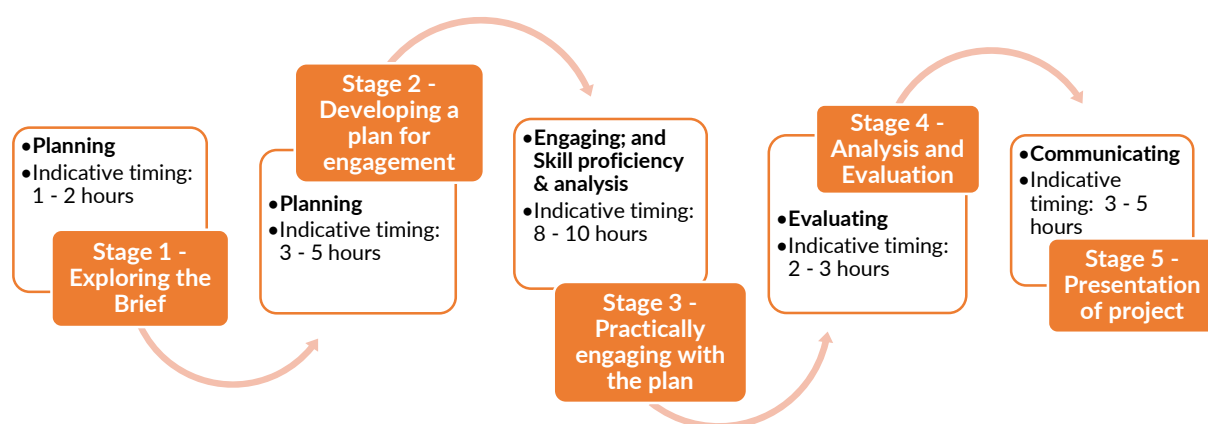 •Planning
•Indicative timing:
1 - 2 hours
Stage 1 -
Exploring the
Brief
Stage 2 -
Developing a
plan for
engagement
•Planning
•Indicative timing:
3 - 5 hours
•Engaging; and
Skill proficiency
& analysis
•Indicative timing:
8 - 10 hours
Stage 3 -
Practically
engaging with
the plan
Stage 4 -
Analysis and
Evaluation
•Evaluating
•Indicative timing:
2 - 3 hours
•Communicating
•Indicative
timing:  3 - 5
hours
Stage 5 -
Presentation
of project